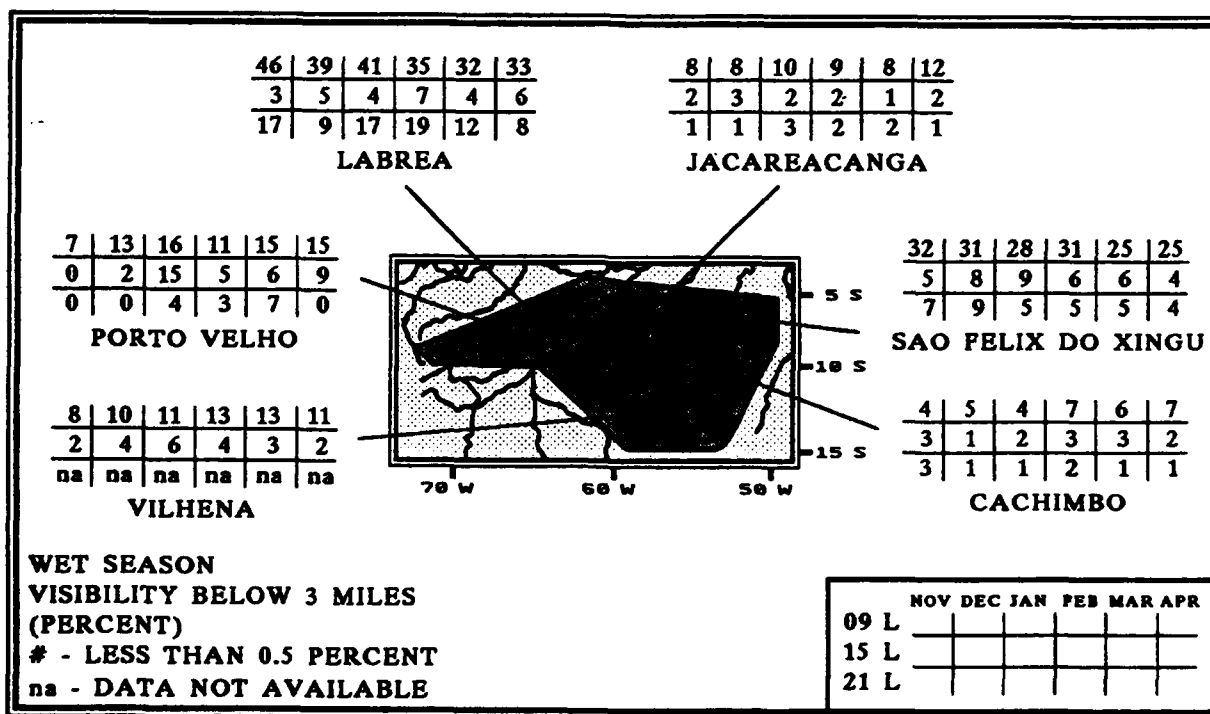 46 39 41 35 32 33
3 5 4 7 4 6
17 9 17 19 12 8
LABREA
8 8 10 9 8 12
2 3 2 2 1 2
1 1 3 2 2 1
JACAREACANGA
7 13 16 11 15 15
0 2 15 5 6 9
0 0 4 3 7 0
PORTO VELHO
32 31 28 31 25 25
5 8 9 6 6 4
7 9 5 5 5 4
SAO FELIX DO XINGU
8 10 11 13 13 11
2 4 6 4 3 2
na na na na na na
VILHENA
4 5 4 7 6 7
3 1 2 3 3 2
3 1 1 2 1 1
CACHIMBO
5 S
10 S
15 S
70 W 60 W 50 W
WET SEASON
VISIBILITY BELOW 3 MILES
(PERCENT)
# - LESS THAN 0.5 PERCENT
na - DATA NOT AVAILABLE
NOV DEC JAN FEB MAR APR
09 L
15 L
21 L